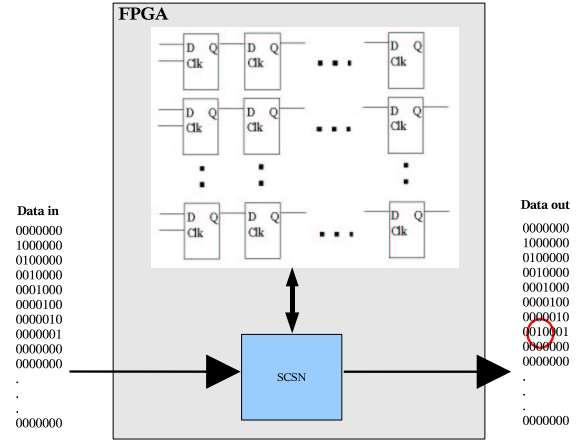 FPGA
D Q D Q D Q
Clk Clk Clk
D Q D Q D Q
Clk Clk Clk
D Q D Q D Q
Clk Clk Clk
Data in
0000000
1000000
0100000
0010000
0001000
0000100
0000010
0000001
0000000
0000000
.
.
.
0000000
SCSN
Data out
0000000
1000000
0100000
0010000
0001000
0000100
0000010
0010001
0000000
0000000
.
.
.
0000000